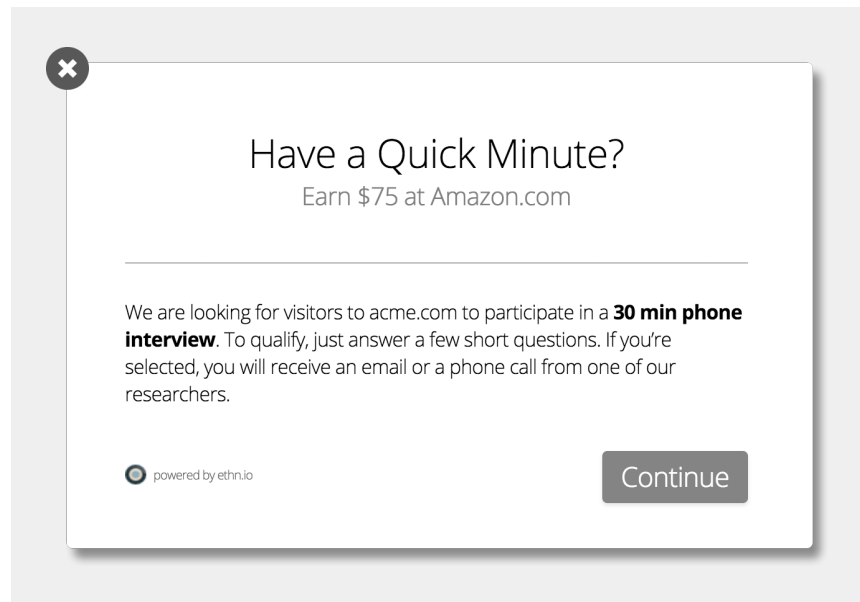 Have a Quick Minute?
Earn $75 at Amazon.com
We are looking for visitors to acme.com to participate in a 30 min phone
interview. To qualify, just answer a few short questions. If you’re
selected, you will receive an email or a phone call from one of our
researchers.
powered by ethn.io
Continue